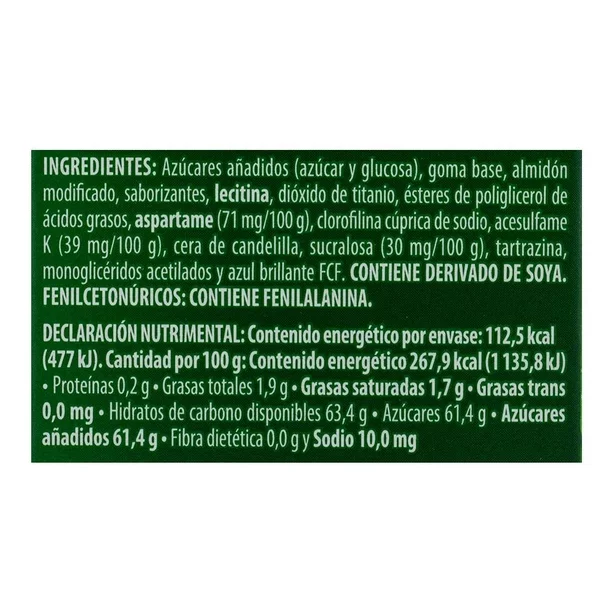 INGREDIENTES: Azúcares añadidos (azúcar y glucosa), goma base, almidón
modificado, saborizantes, lecitina, dióxido de titanio, ésteres de poliglicerol de
ácidos grasos, aspartame (71 mg/100 g), clorofilina cúprica de sodio, acesulfame
K (39 mg/100 g), cera de candelilla, sucralosa (30 mg/100 g), tartrazina,
monoglicéridos acetilados y azul brillante FCF. CONTIENE DERIVADO DE SOYA.
FENILCETONÚRICOS: CONTIENE FENILALANINA.
DECLARACIÓN NUTRIMENTAL: Contenido energético por envase: 112,5 kcal
(477 kJ). Cantidad por 100 g: Contenido energético 267,9 kcal (1 135,8 kJ)
• Proteínas 0,2 g • Grasas totales 1,9 g • Grasas saturadas 1,7 g • Grasas trans
0,0 mg • Hidratos de carbono disponibles 63,4 g • Azúcares 61,4 g • Azúcares
añadidos 61,4 g • Fibra dietética 0,0 g y Sodio 10,0 mg